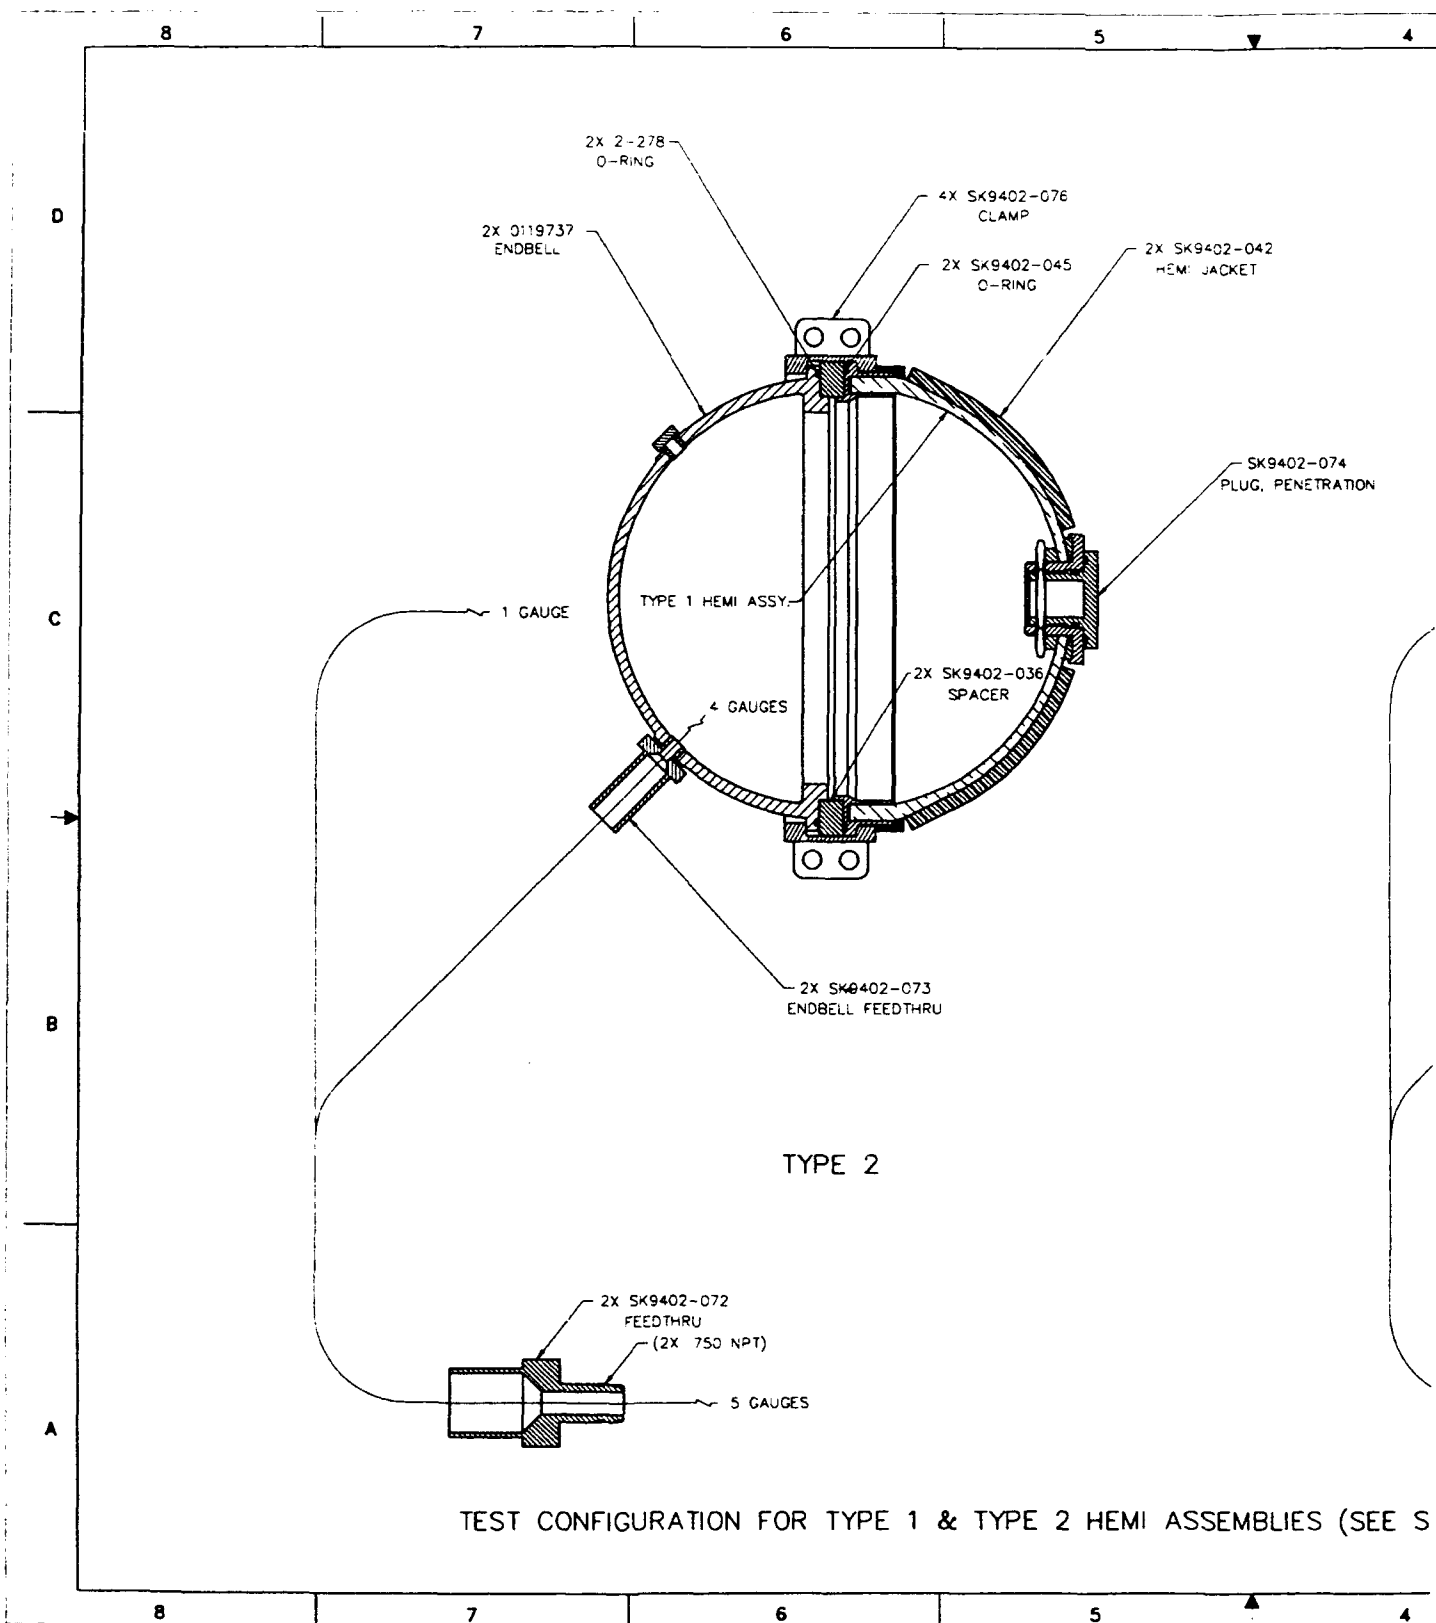 8 7 6 5 4
2X 2-278
O-RING
D
4X SK9402-076
CLAMP
2X 0119737
ENDBELL
2X SK9402-042
HEMI JACKET
2X SK9402-045
O-RING
SK9402-074
PLUG, PENETRATION
C
1 GAUGE
TYPE 1 HEMI ASSY.
2X SK9402-036
SPACER
4 GAUGES
2X SK9402-073
ENDBELL FEEDTHRU
B
TYPE 2
2X SK9402-072
FEEDTHRU
(2X 750 NPT)
5 GAUGES
A
TEST CONFIGURATION FOR TYPE 1 & TYPE 2 HEMI ASSEMBLIES (SEE S
8 7 6 5 4